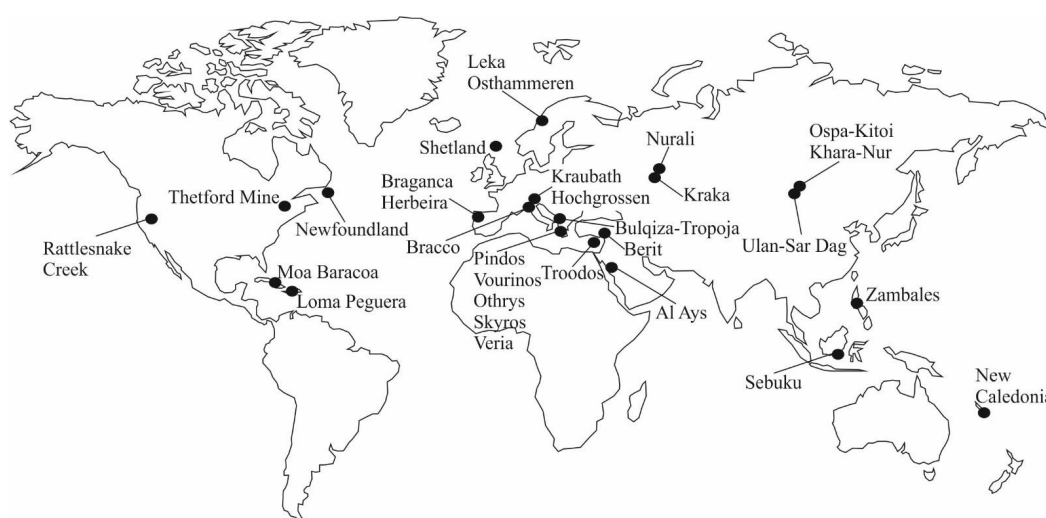 Leka
Osthammeren
Shetland
Nurali
Kraka
Ospa-Kitoi
Khara-Nur
Ulan-Sar Dag
Braganca
Herbeira
Kraubath
Hochgrossen
Thetford Mine
Newfoundland
Bracco
Bulqiza-Tropoja
Berit
Rattlesnake
Creek
Pindos
Vourinos
Othrys
Skyros
Veria
Troodos
Al Ays
Moa Baracoa
Loma Peguera
Zambales
Sebuku
New
Caledonia